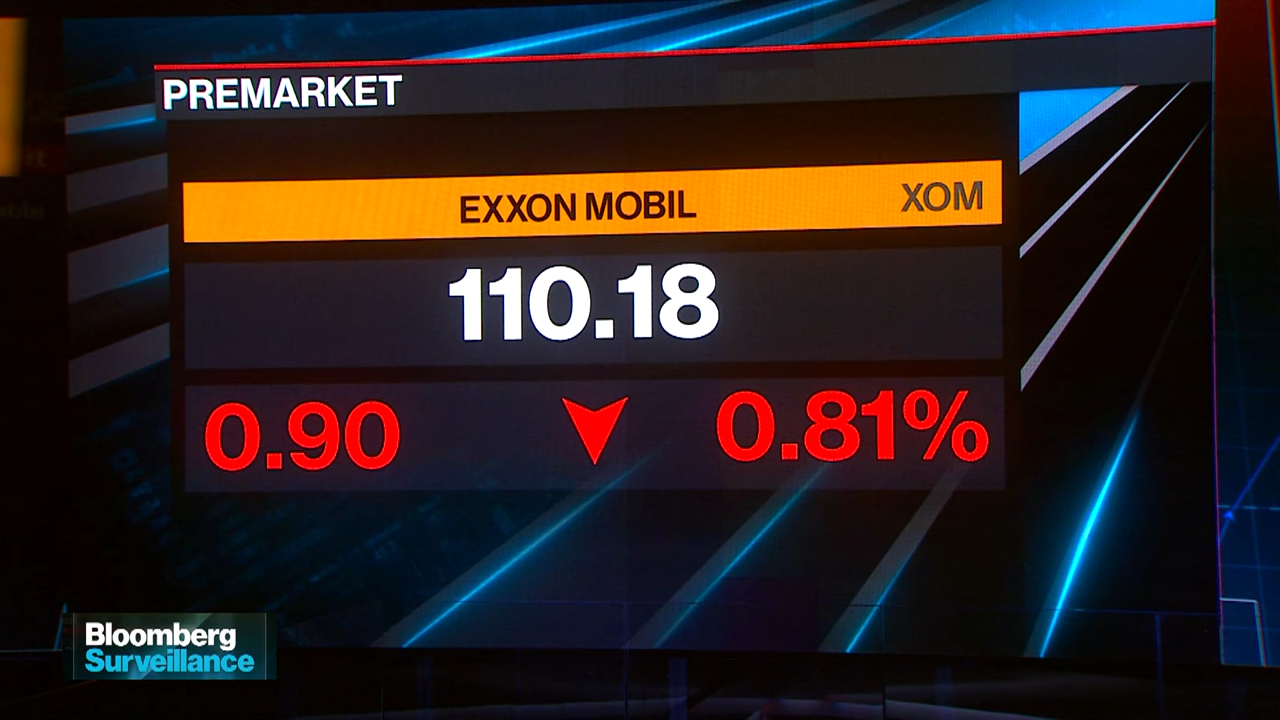 PREMARKET
EXXON MOBIL XOM
110.18
0.90 0.81%
Bloomberg
Surveillance